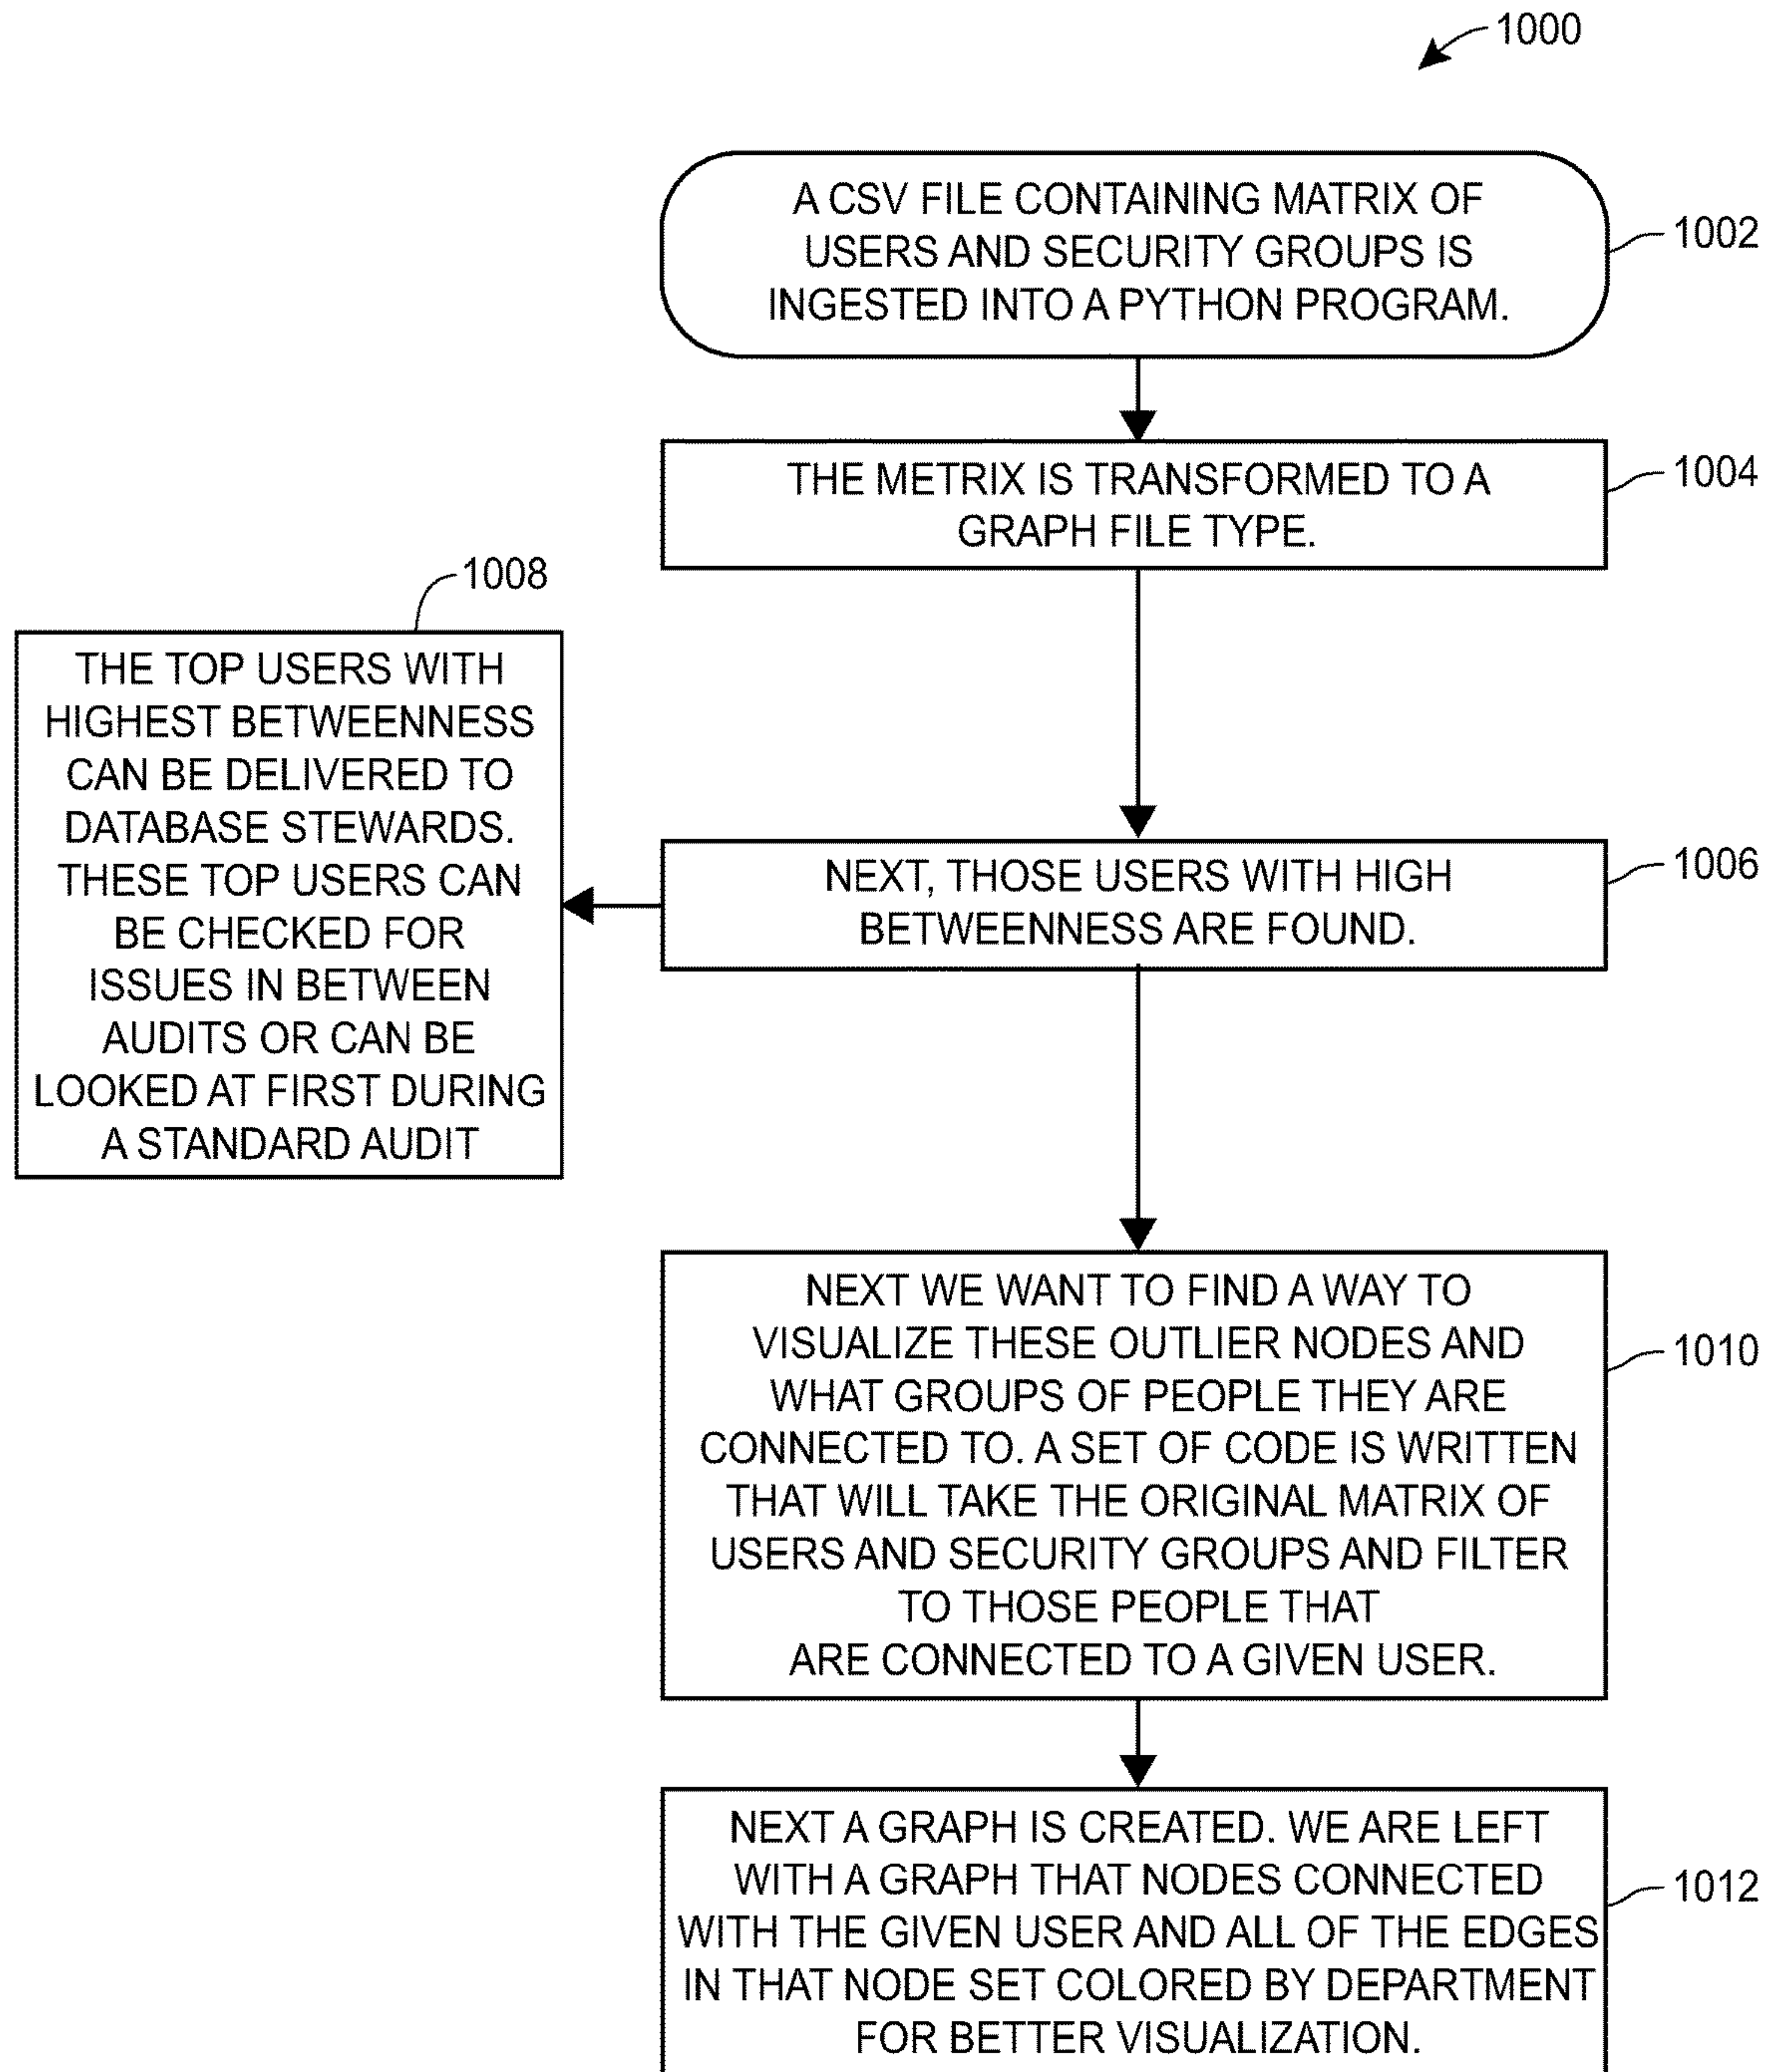 1000
A CSV FILE CONTAINING MATRIX OF
USERS AND SECURITY GROUPS IS
INGESTED INTO A PYTHON PROGRAM.
1002
THE METRIX IS TRANSFORMED TO A
GRAPH FILE TYPE.
1004
1008
THE TOP USERS WITH
HIGHEST BETWEENNESS
CAN BE DELIVERED TO
DATABASE STEWARDS.
THESE TOP USERS CAN
BE CHECKED FOR
ISSUES IN BETWEEN
AUDITS OR CAN BE
LOOKED AT FIRST DURING
A STANDARD AUDIT
NEXT, THOSE USERS WITH HIGH
BETWEENNESS ARE FOUND.
1006
NEXT WE WANT TO FIND A WAY TO
VISUALIZE THESE OUTLIER NODES AND
WHAT GROUPS OF PEOPLE THEY ARE
CONNECTED TO. A SET OF CODE IS WRITTEN
THAT WILL TAKE THE ORIGINAL MATRIX OF
USERS AND SECURITY GROUPS AND FILTER
TO THOSE PEOPLE THAT
ARE CONNECTED TO A GIVEN USER.
1010
NEXT A GRAPH IS CREATED. WE ARE LEFT
WITH A GRAPH THAT NODES CONNECTED
WITH THE GIVEN USER AND ALL OF THE EDGES
IN THAT NODE SET COLORED BY DEPARTMENT
FOR BETTER VISUALIZATION.
1012